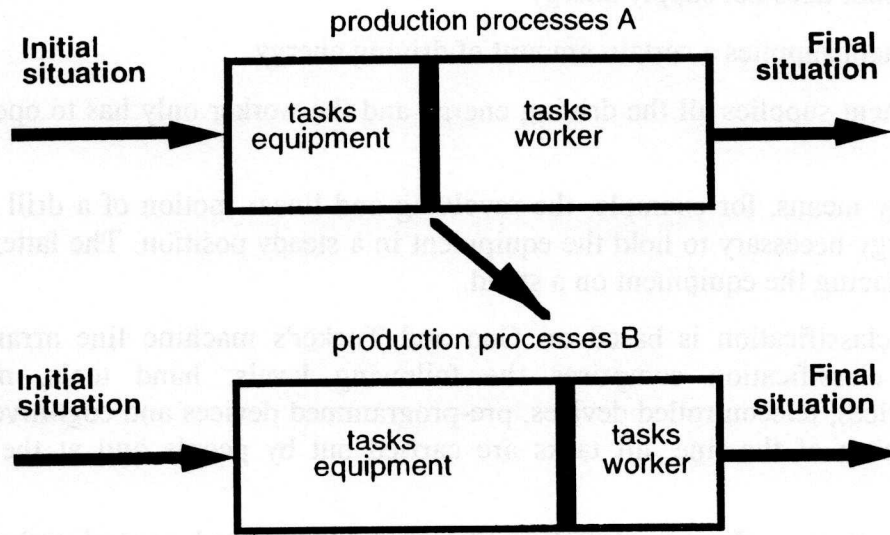 production processes A
Initial
situation
Final
situation
tasks
equipment
tasks
worker
production processes B
Initial
situation
Final
situation
tasks
equipment
tasks
worker